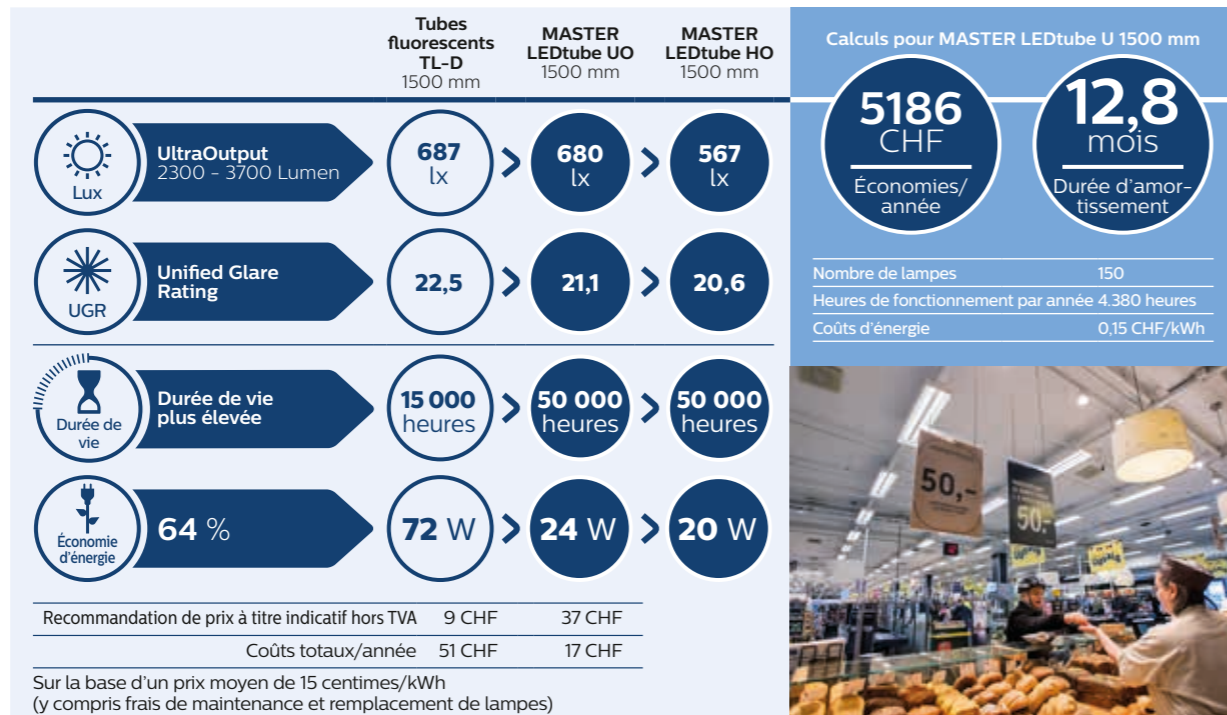 Tubes
fluorescents
TL-D
1500 mm
MASTER
LEDtube UO
1500 mm
MASTER
LEDtube HO
1500 mm
Lux
UltraOutput
2300 - 3700 Lumen
687
lx
>
680
lx
>
567
lx
UGR
Unified Glare
Rating
22,5
>
21,1
>
20,6
Durée de
vie
Durée de vie
plus élevée
15 000
heures
>
50 000
heures
>
50 000
heures
Économie
d'énergie
64 %
72 W
>
24 W
>
20 W
Recommandation de prix à titre indicatif hors TVA 9 CHF 37 CHF
Coûts totaux/année 51 CHF 17 CHF
Sur la base d'un prix moyen de 15 centimes/kWh
(y compris frais de maintenance et remplacement de lampes)
Calculs pour MASTER LEDtube U 1500 mm
5186
CHF
Économies/
année
12,8
mois
Durée d'amor-
tissement
Nombre de lampes 150
Heures de fonctionnement par année 4.380 heures
Coûts d'énergie 0,15 CHF/kWh
50,-
50,-